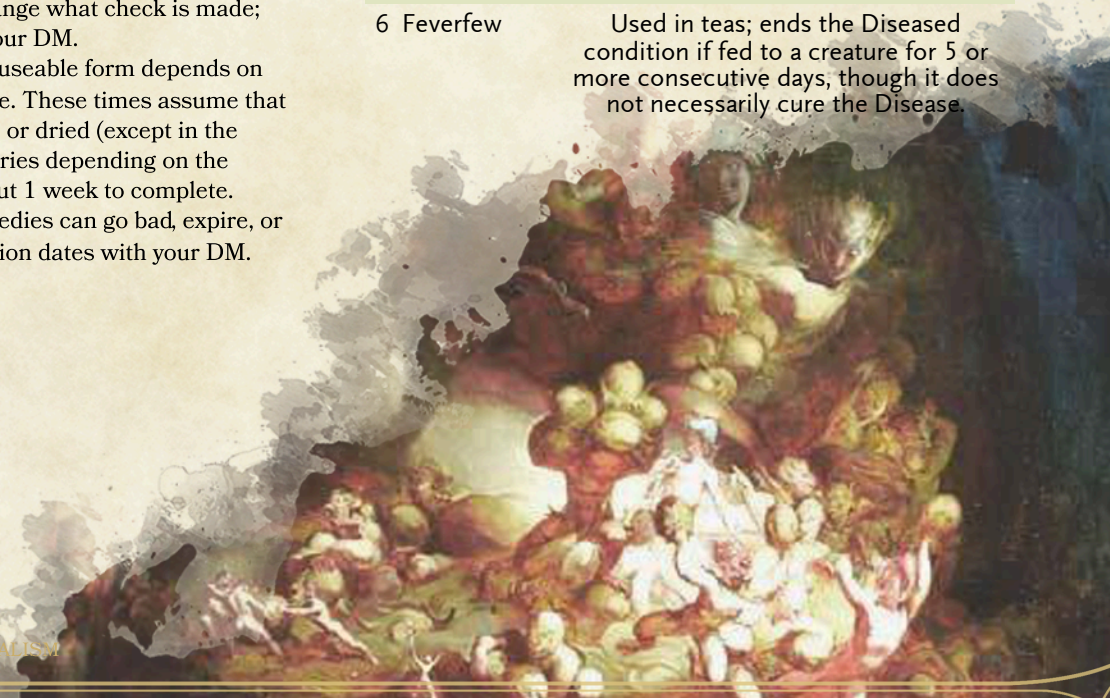 nge what check is made;
our DM.
useable form depends on
e. These times assume that
or dried (except in the
ries depending on the
ut 1 week to complete.
edies can go bad, expire, or
ion dates with your DM.
6 Feverfew
Used in teas; ends the Diseased
condition if fed to a creature for 5 or
more consecutive days, though it does
not necessarily cure the Disease.